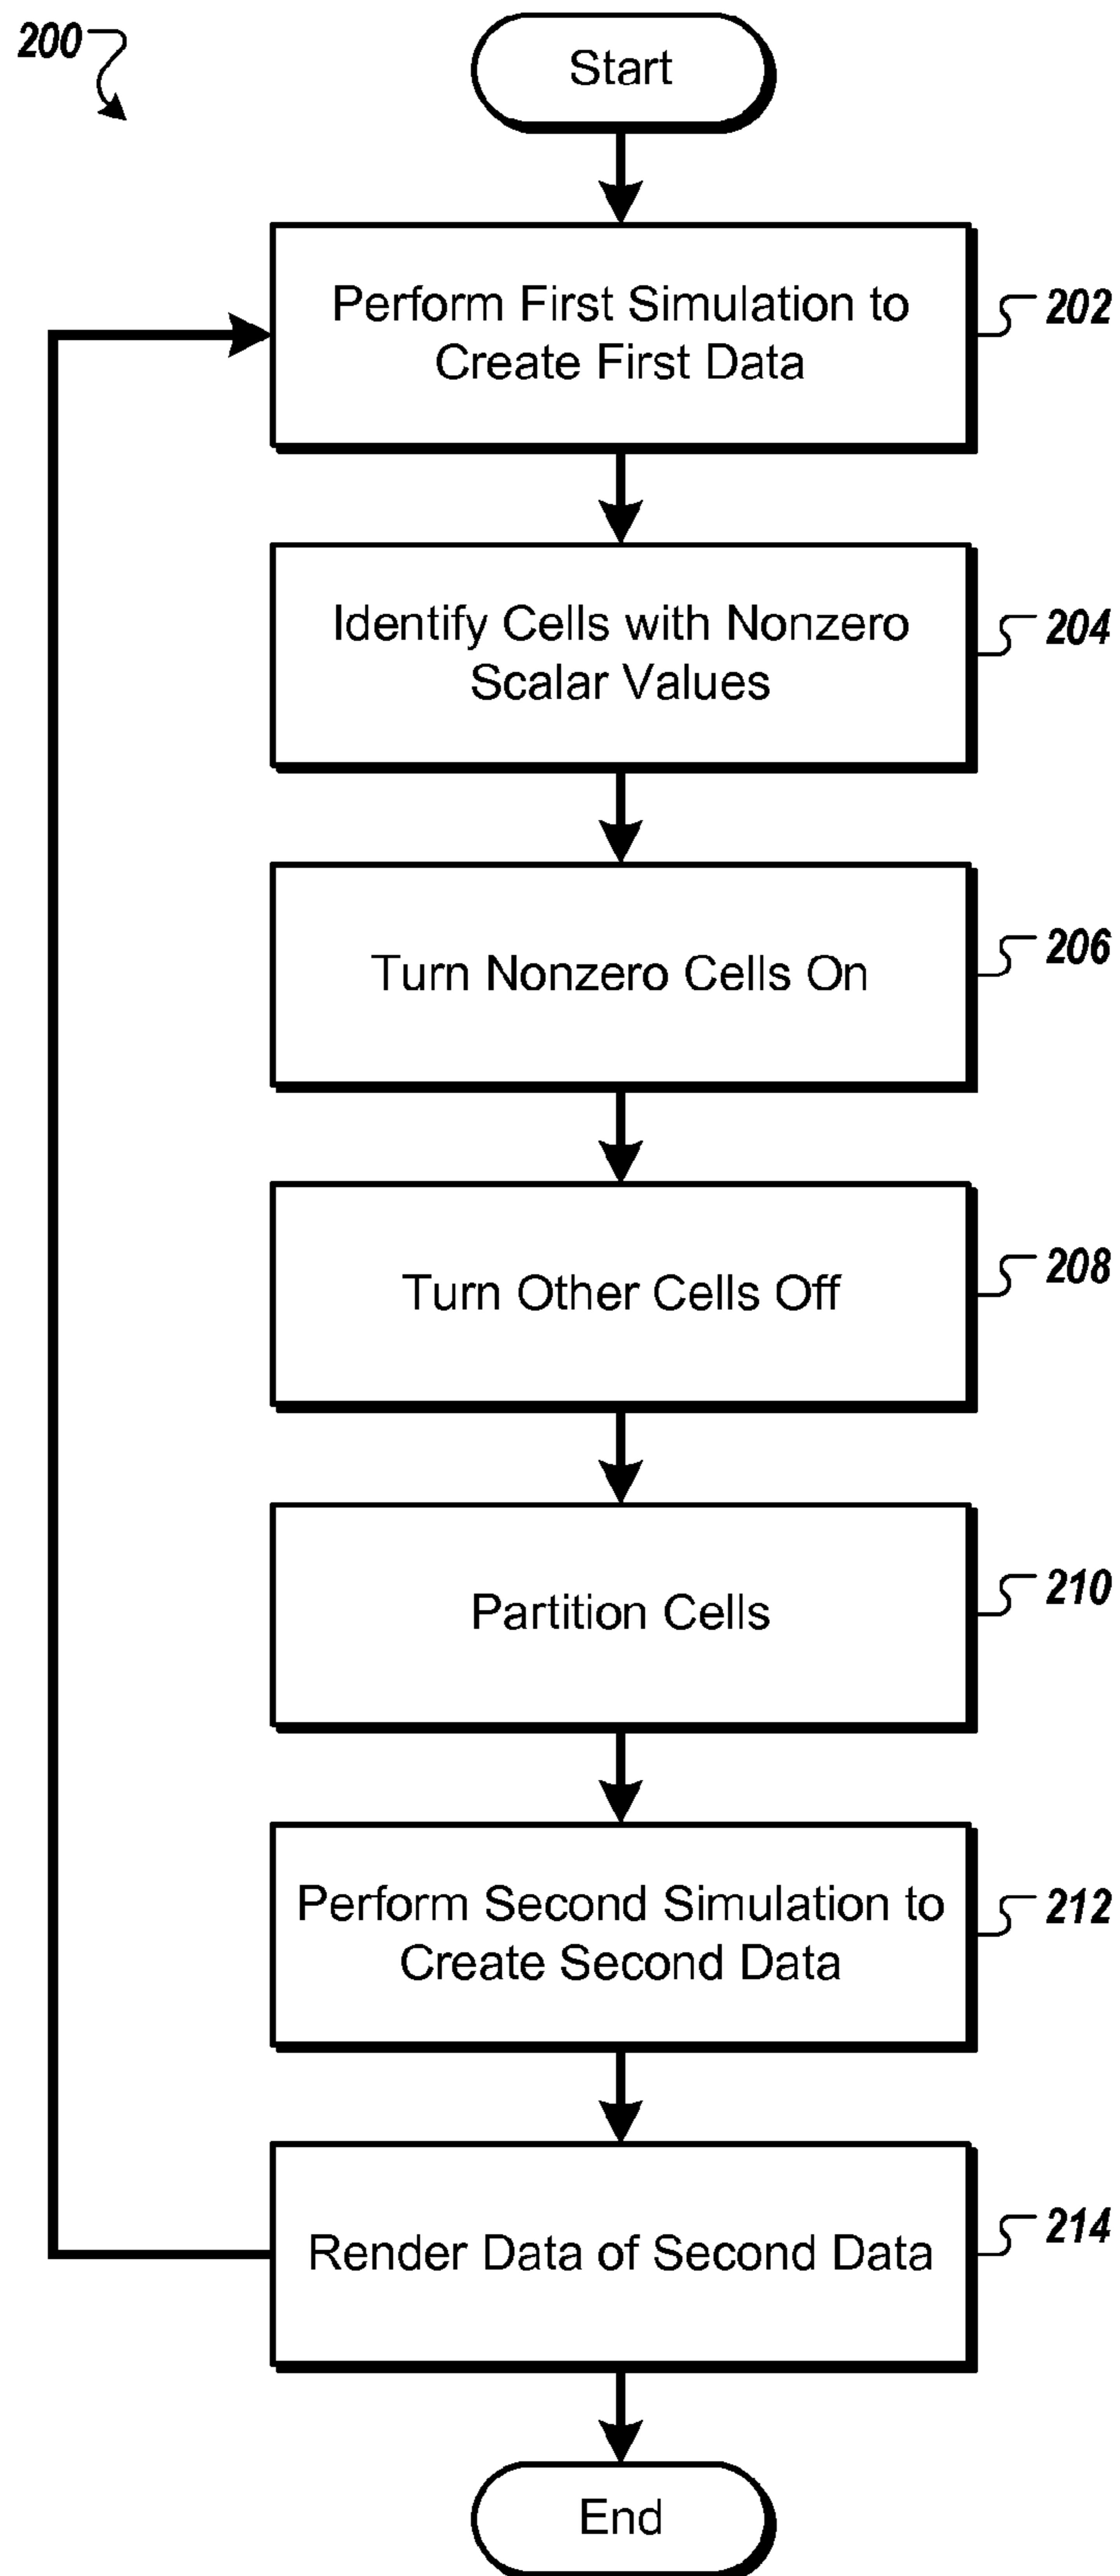 200
Start
Perform First Simulation to
Create First Data
202
Identify Cells with Nonzero
Scalar Values
204
Turn Nonzero Cells On
206
Turn Other Cells Off
208
Partition Cells
210
Perform Second Simulation to
Create Second Data
212
Render Data of Second Data
214
End